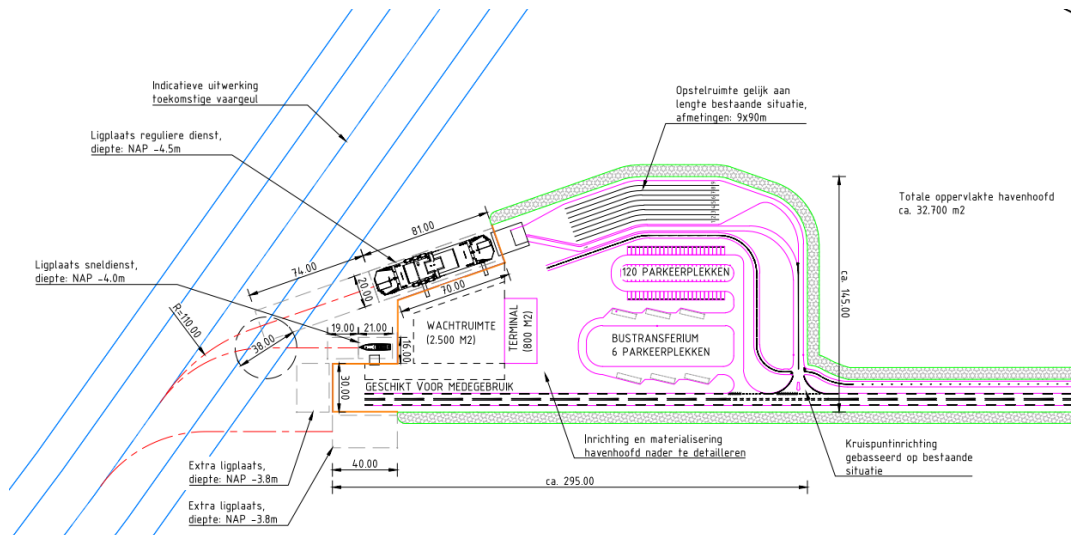 Indicatieve uitwerking
toekomstige vaargeul
Ligplaats reguliere dienst,
diepte: NAP -4.5m
Ligplaats sneldienst,
diepte: NAP -4.0m
Opstelruimte gelijk aan
lengte bestaande situatie,
afmetingen: 9x90m
Totale oppervlakte havenhoofd
ca. 32.700 m2
81.00
74.00
20.00
70.00
R=110.00
38.00
19.00
21.00
16.00
30.00
WACHTRUIMTE
(2.500 M2)
TERMINAL
(800 M2)
120 PARKEERPLEKKEN
BUSTRANSFERIUM
6 PARKEERPLEKKEN
ca. 145.00
GESCHIKT VOOR MEDEGEBRUIK
Extra ligplaats,
diepte: NAP -3.8m
Extra ligplaats,
diepte: NAP -3.8m
40.00
ca. 295.00
Inrichting en materialisering
havenhoofd nader te detailleren
Kruispuntinrichting
gebasseerd op bestaande
situatie